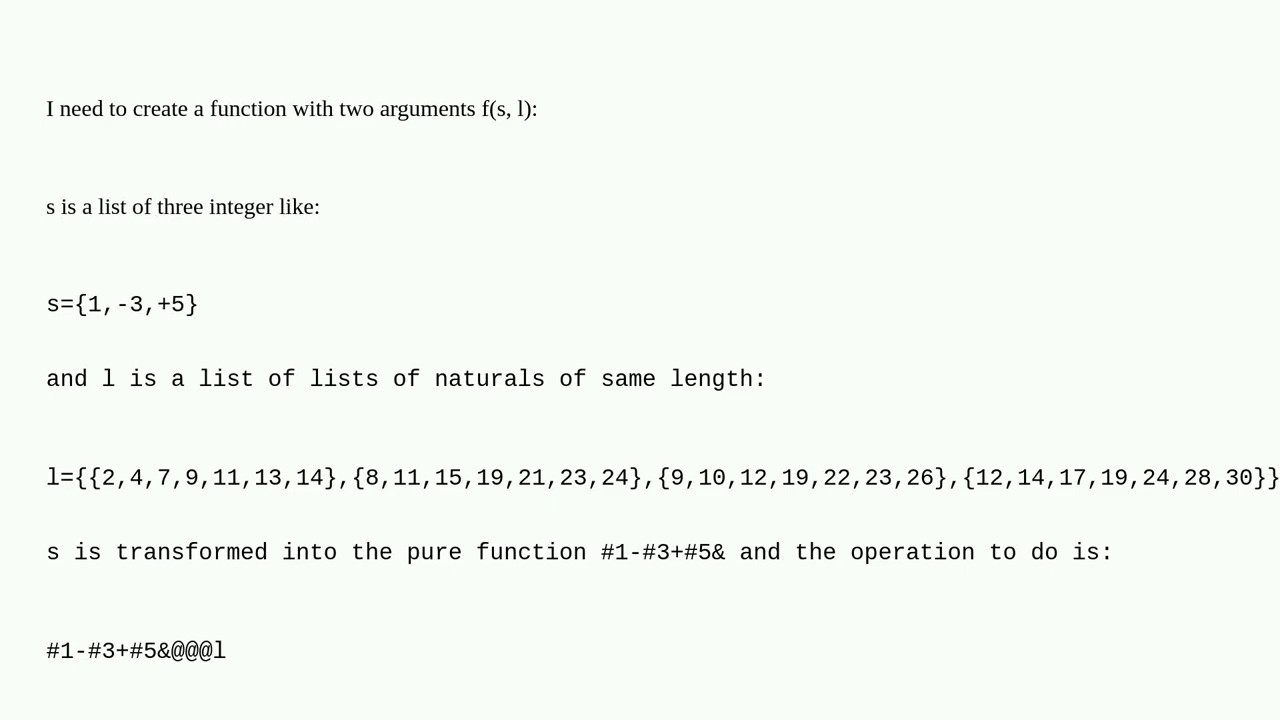 I need to create a function with two arguments f(s, l):
s is a list of three integer like:
s={1,-3,+5}
and l is a list of lists of naturals of same length:
l={{2,4,7,9,11,13,14},{8,11,15,19,21,23,24},{9,10,12,19,22,23,26},{12,14,17,19,24,28,30}}
s is transformed into the pure function #1-#3+#5& and the operation to do is:
#1-#3+#5&@@@l